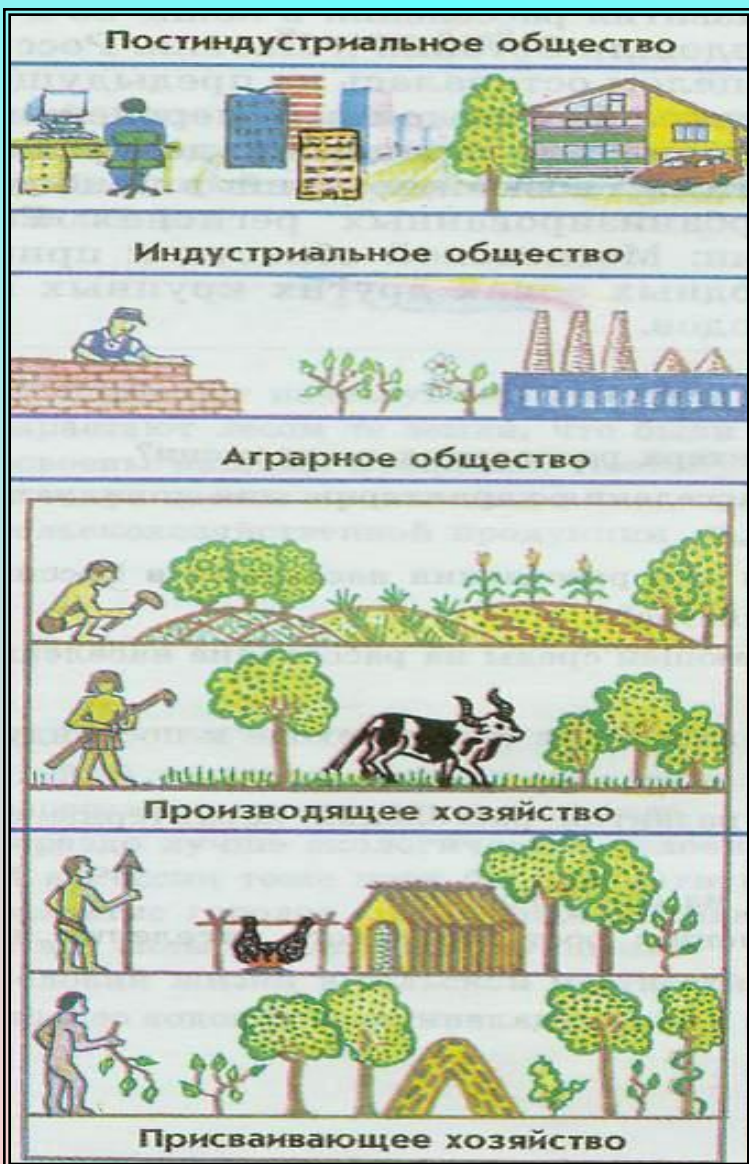 Постиндустриальное общество
Индустриальное общество
Аграрное общество
Производящее хозяйство
Присваивающее хозяйство